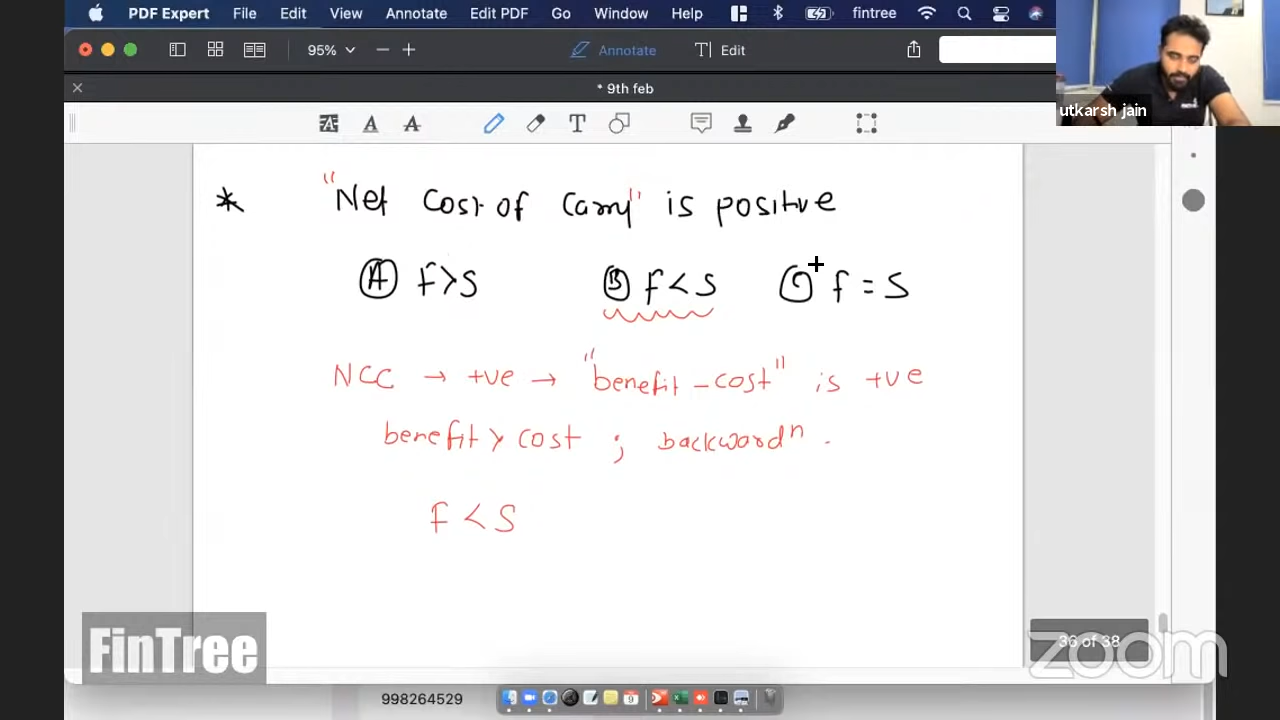 PDF Expert File Edit View Annotate Edit PDF Go Window Help fintree
95% Annotate Edit
* 9th feb
utkarsh jain
* "Net Cost of Carry" is positive
A F>S B F<S C F = S
NCC → +ve → "benefit - cost" is +ve
benefit > cost ; backwardⁿ.
F < S
FinTree
36 of 38
zoom
998264529